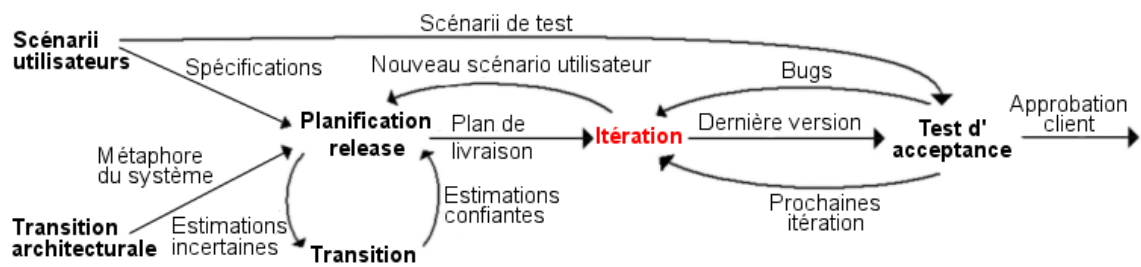 Scénarii de test
Scénarii
utilisateurs
Spécifications
Nouveau scénario utilisateur
Bugs
Planification
release
Plan de
livraison
Itération
Dernière version
Test d'
acceptance
Approbation
client
Métaphore
du système
Estimations
confiantes
Prochaines
itération
Transition
architecturale
Estimations
incertaines
Transition